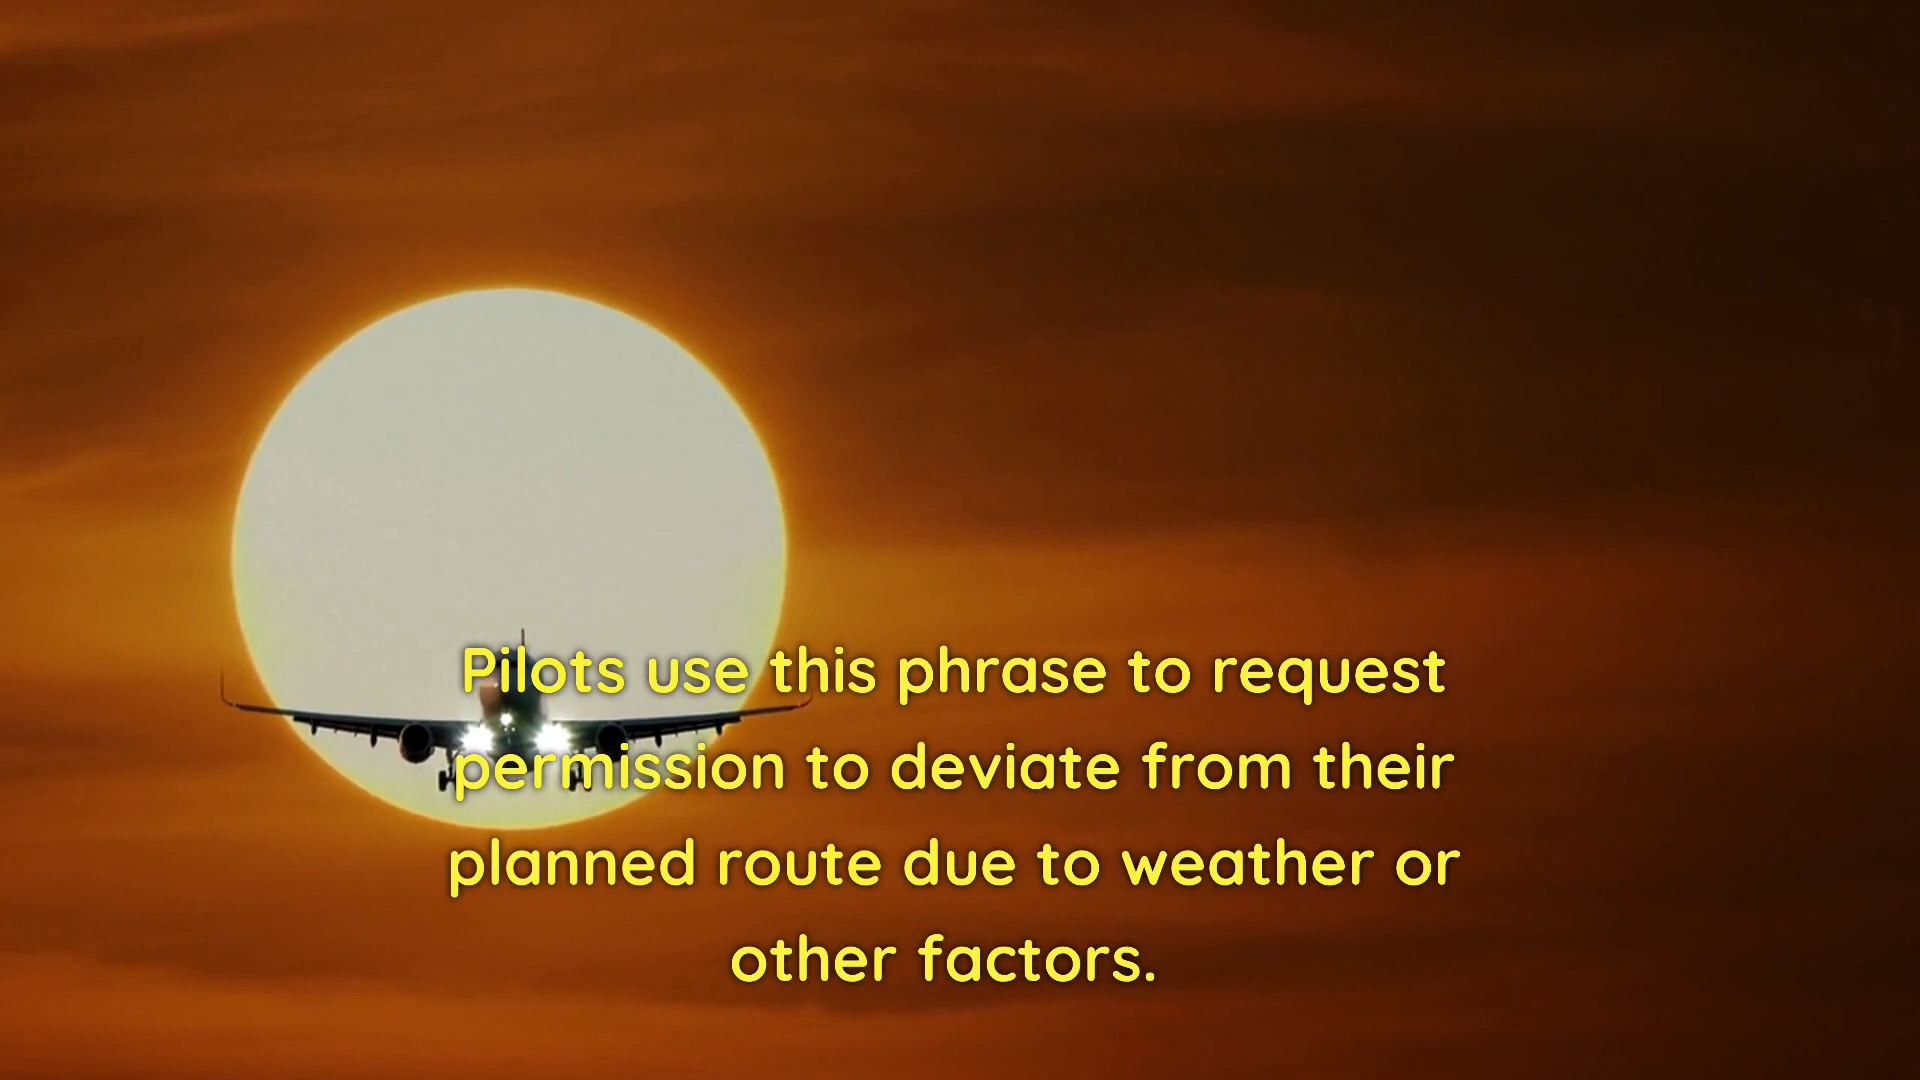 Pilots use this phrase to request
permission to deviate from their
planned route due to weather or
other factors.